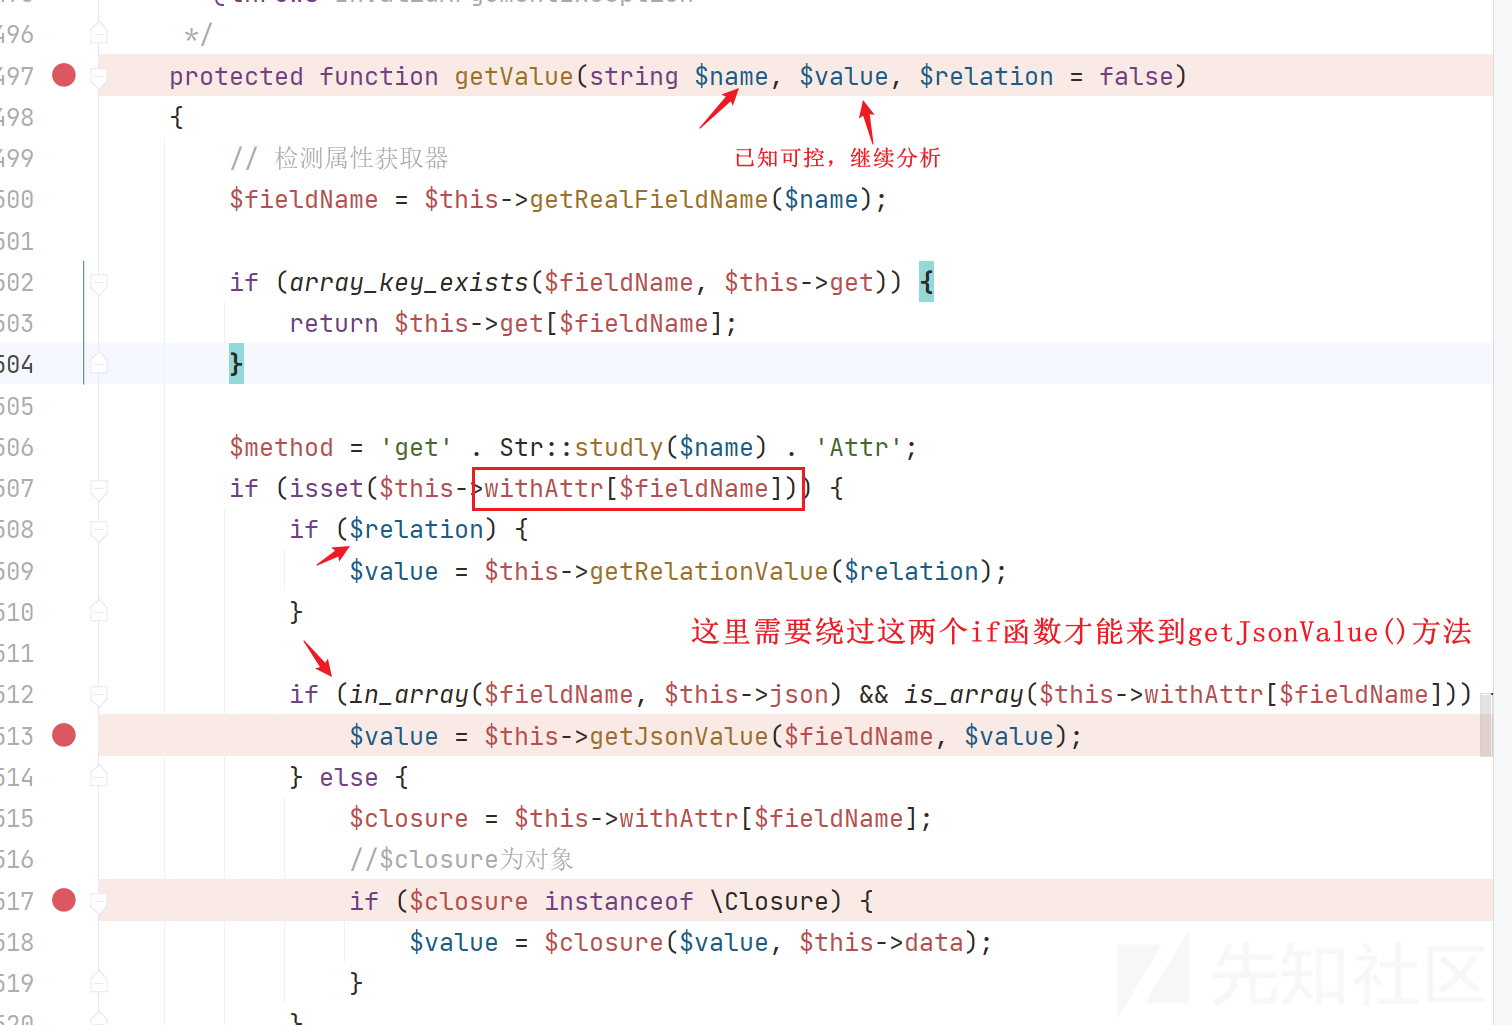 496 */
497 protected function getValue(string $name, $value, $relation = false)
498 {
已知可控，继续分析
499 // 检测属性获取器
500 $fieldName = $this->getRealFieldName($name);
501
502 if (array_key_exists($fieldName, $this->get)) {
503 return $this->get[$fieldName];
504 }
505
506 $method = 'get' . Str::studly($name) . 'Attr';
507 if (isset($this->withAttr[$fieldName])) {
508 if ($relation) {
509 $value = $this->getRelationValue($relation);
510 }
这里需要绕过这两个if函数才能来到getJsonValue()方法
511
512 if (in_array($fieldName, $this->json) && is_array($this->withAttr[$fieldName]))
513 $value = $this->getJsonValue($fieldName, $value);
514 } else {
515 $closure = $this->withAttr[$fieldName];
516 //$closure为对象
517 if ($closure instanceof \Closure) {
518 $value = $closure($value, $this->data);
519 }
520 }
先知社区